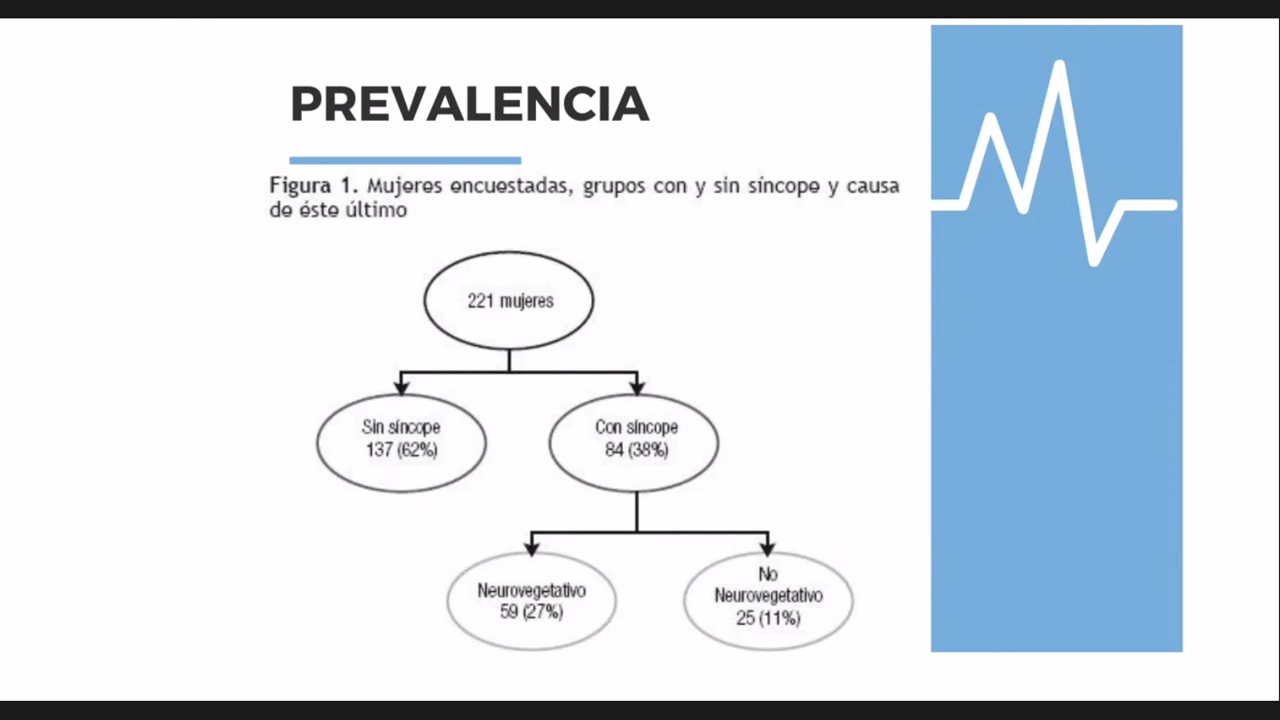 PREVALENCIA
Figura 1. Mujeres encuestadas, grupos con y sin síncope y causa
de éste último
221 mujeres
Sin síncope
137 (62%)
Con síncope
84 (38%)
Neurovegetativo
59 (27%)
No
Neurovegetativo
25 (11%)